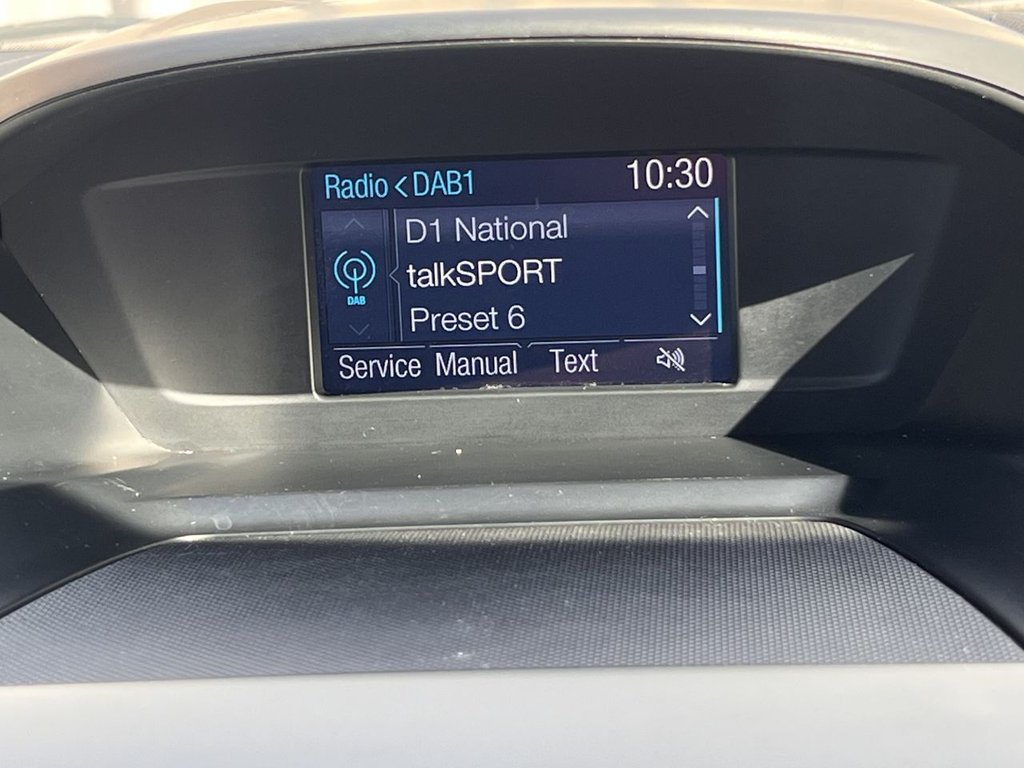 Radio < DAB1 10:30
D1 National
talkSPORT
DAB
Preset 6
Service Manual Text